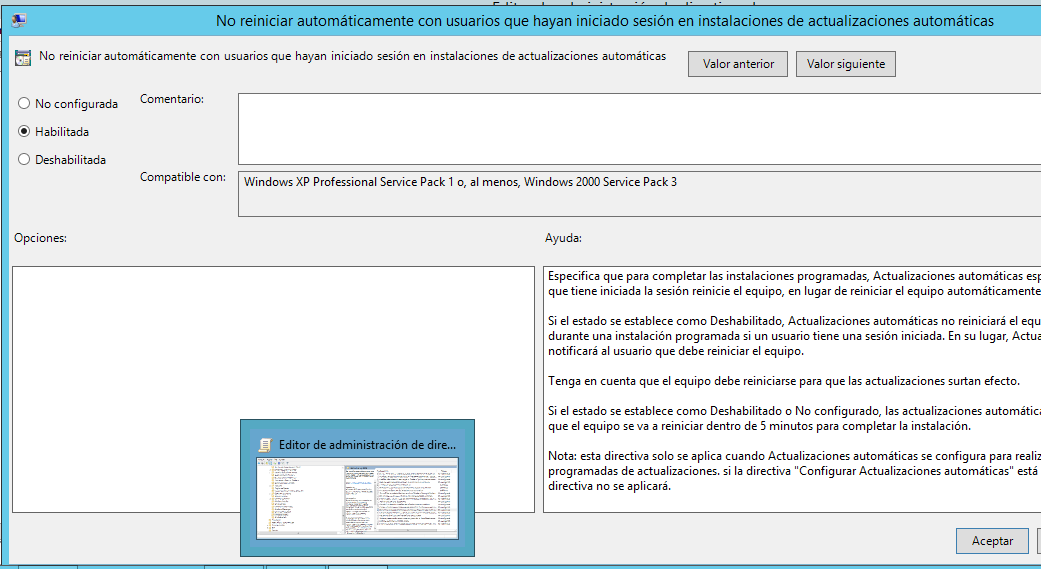 No reiniciar automáticamente con usuarios que hayan iniciado sesión en instalaciones de actualizaciones automáticas
No reiniciar automáticamente con usuarios que hayan iniciado sesión en instalaciones de actualizaciones automáticas
Valor anterior
Valor siguiente
No configurada
Habilitada
Deshabilitada
Comentario:
Compatible con:
Windows XP Professional Service Pack 1 o, al menos, Windows 2000 Service Pack 3
Opciones:
Ayuda:
Especifica que para completar las instalaciones programadas, Actualizaciones automáticas esp
que tiene iniciada la sesión reinicie el equipo, en lugar de reiniciar el equipo automáticamente
Si el estado se establece como Deshabilitado, Actualizaciones automáticas no reiniciará el equ
durante una instalación programada si un usuario tiene una sesión iniciada. En su lugar, Actua
notificará al usuario que debe reiniciar el equipo.
Tenga en cuenta que el equipo debe reiniciarse para que las actualizaciones surtan efecto.
Si el estado se establece como Deshabilitado o No configurado, las actualizaciones automática
que el equipo se va a reiniciar dentro de 5 minutos para completar la instalación.
Nota: esta directiva solo se aplica cuando Actualizaciones automáticas se configura para realiz
programadas de actualizaciones. si la directiva "Configurar Actualizaciones automáticas" está
directiva no se aplicará.
Editor de administración de dire...
Aceptar